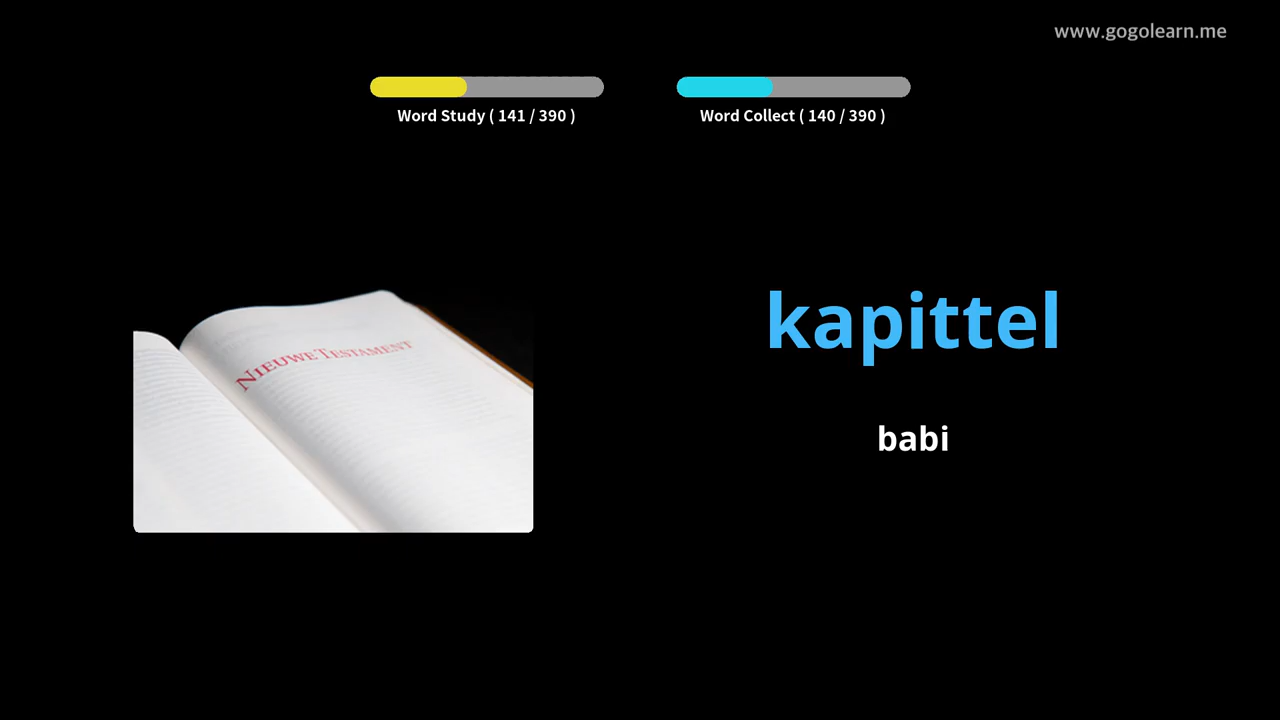 www.gogolearn.me
Word Study ( 141 / 390 )
Word Collect ( 140 / 390 )
NIEUWE TESTAMENT
kapittel
babi